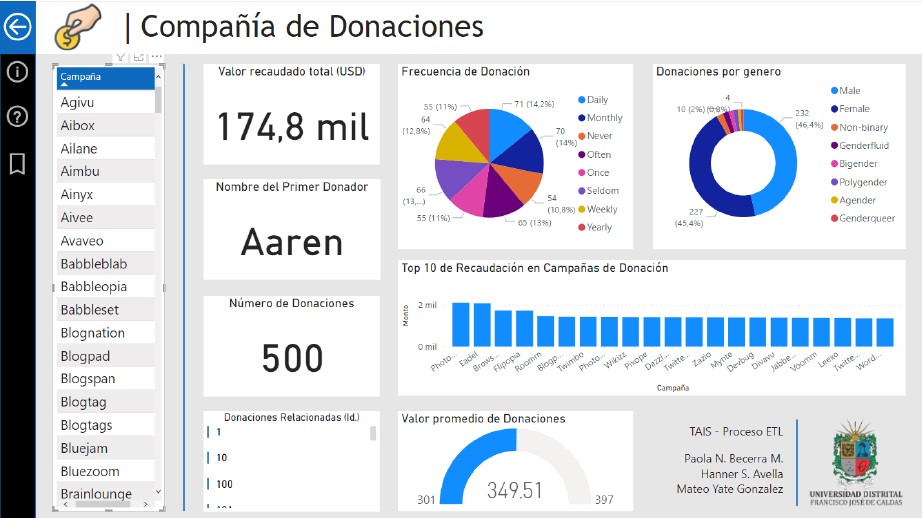 | Compañía de Donaciones
Campaña
Agivu
Aibox
Ailane
Aimbu
Ainyx
Aivee
Avaveo
Babbleblab
Babbleopia
Babbleset
Blognation
Blogpad
Blogspan
Blogtag
Blogtags
Bluejam
Bluezoom
Brainlounge
Valor recaudado total (USD)
174,8 mil
Nombre del Primer Donador
Aaren
Número de Donaciones
500
Donaciones Relacionadas (Id.)
1
10
100
Frecuencia de Donación
71 (14,2%)
70
(14%)
54
(10,8%)
65 (13%)
55 (11%)
66
(13,...)
64
(12,8%)
55 (11%)
Daily
Monthly
Never
Often
Once
Seldom
Weekly
Yearly
Donaciones por genero
4
10 (2%)
(0,8%)
232
(46,4%)
227
(45,4%)
Male
Female
Non-binary
Genderfluid
Bigender
Polygender
Agender
Genderqueer
Top 10 de Recaudación en Campañas de Donación
Monto
2 mil
0 mil
Photo... Eadel Brows... Flipopia Roomm Blogp... Twimbo Photo... Wikizz Pixope Dazzl... Twitte... Zazio Mynte Devbug Divavu Jabbe... Voomm Leexo Twitte... Word...
Campaña
Valor promedio de Donaciones
301
349.51
397
TAIS - Proceso ETL
Paola N. Becerra M.
Hanner S. Avella
Mateo Yate Gonzalez
UNIVERSIDAD DISTRITAL
FRANCISCO JOSÉ DE CALDAS